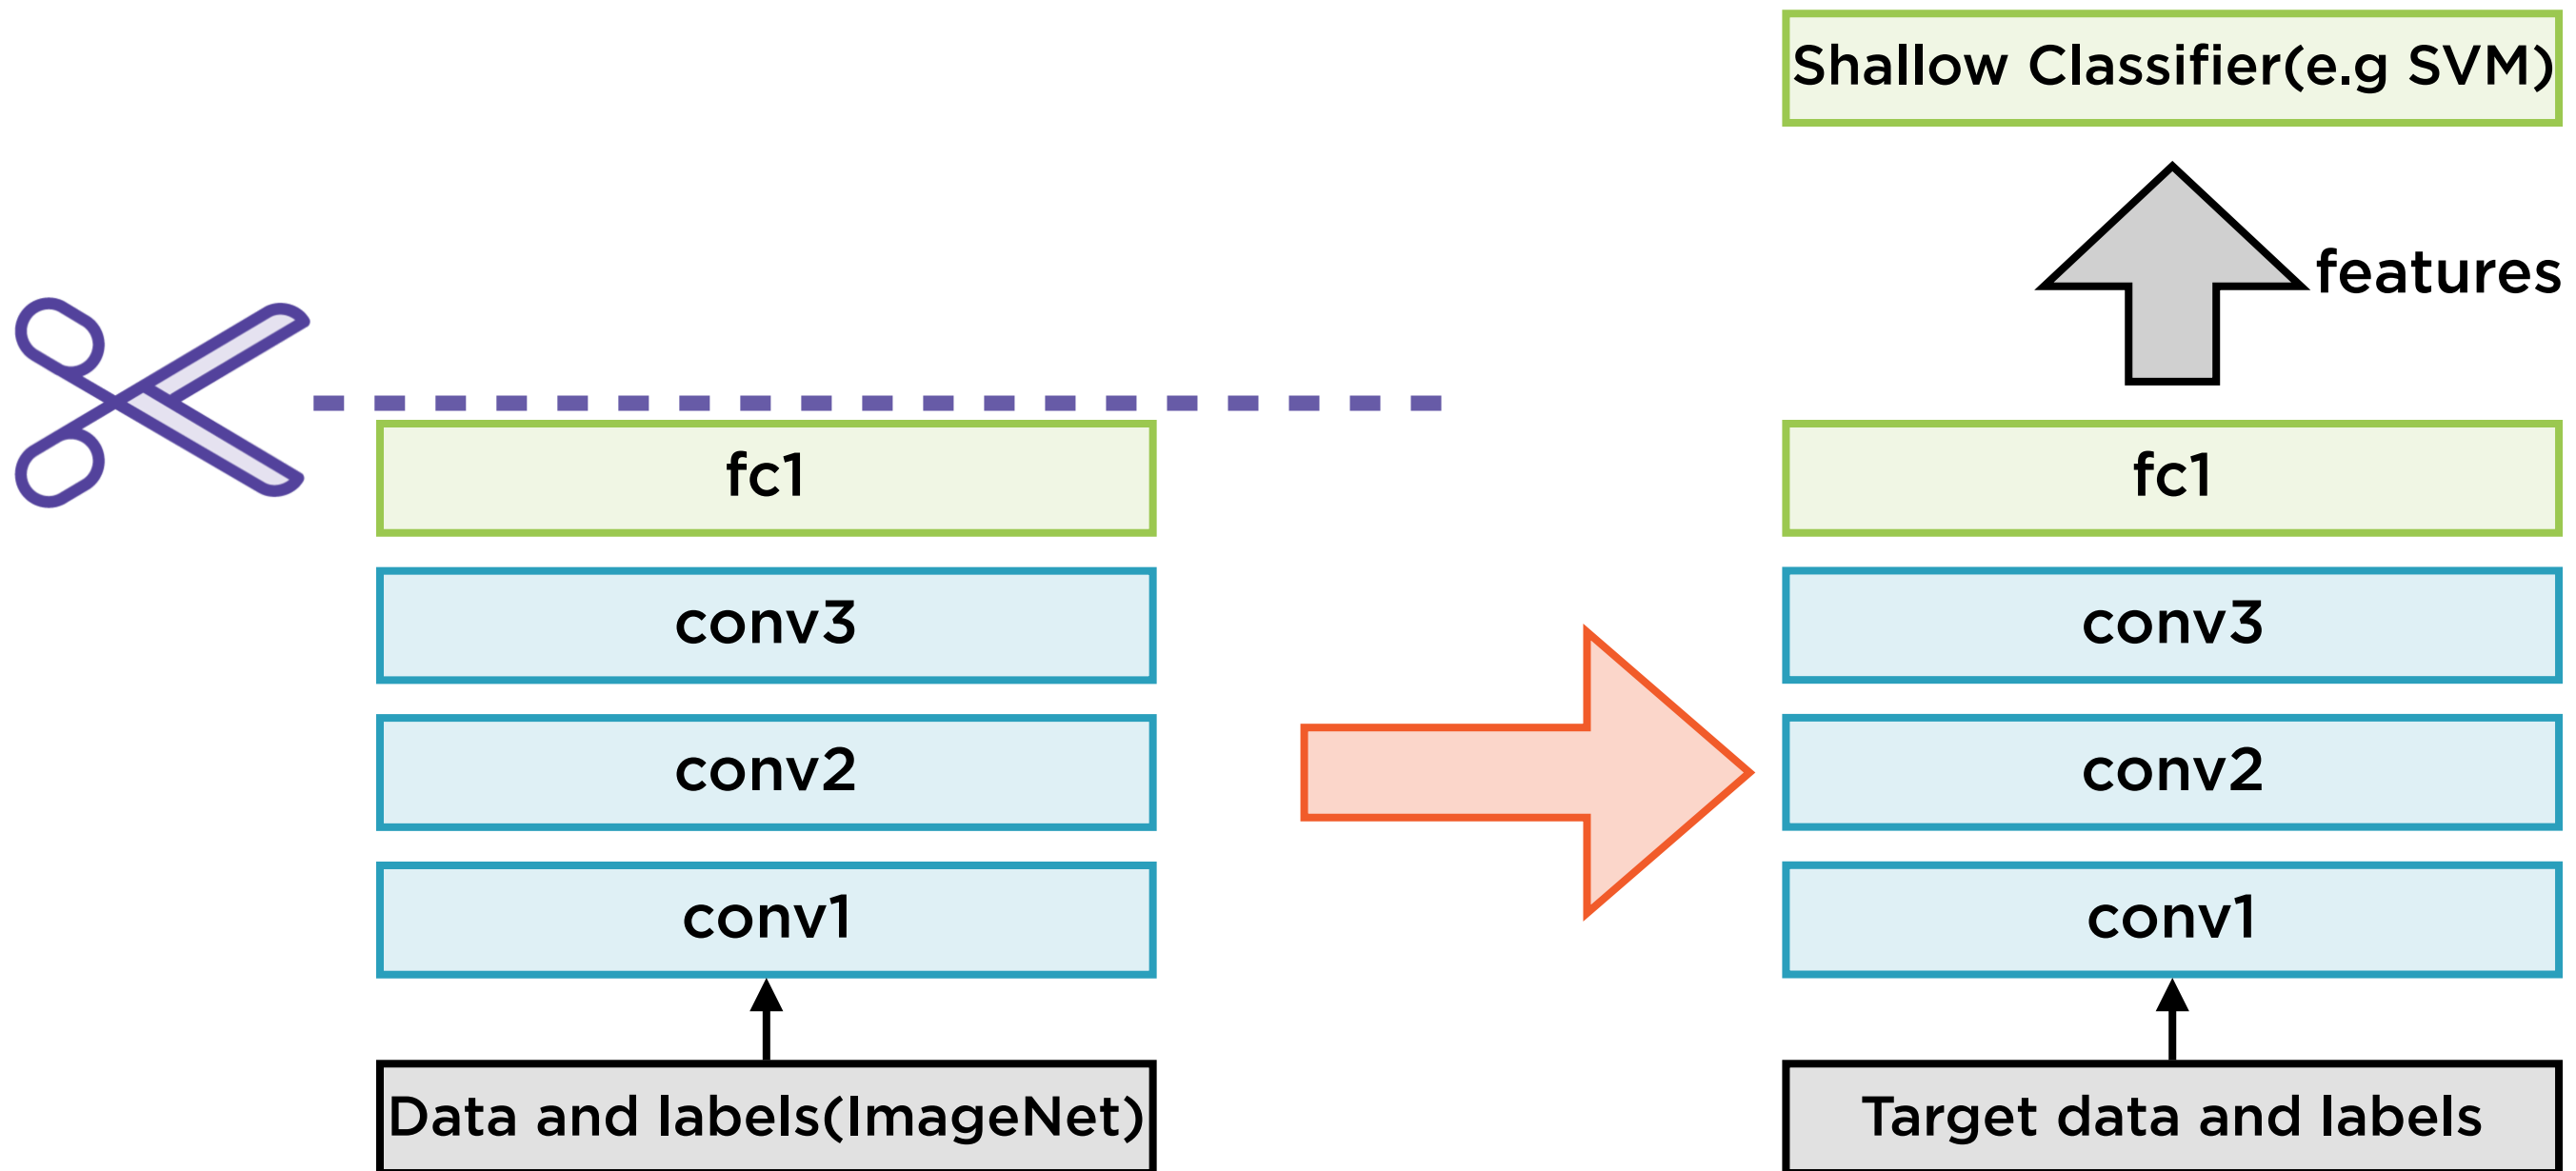 Shallow Classifier(e.g SVM)
features
fc1
conv3
conv2
conv1
Data and labels(ImageNet)
fc1
conv3
conv2
conv1
Target data and labels